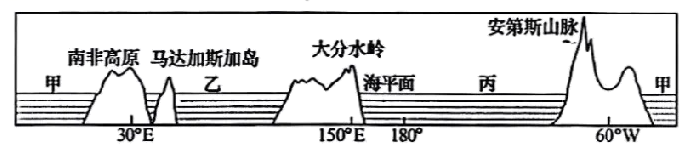 安第斯山脉
大分水岭
南非高原 马达加斯加岛
甲 乙 海平面 丙 甲
30°E 150°E 180° 60°W